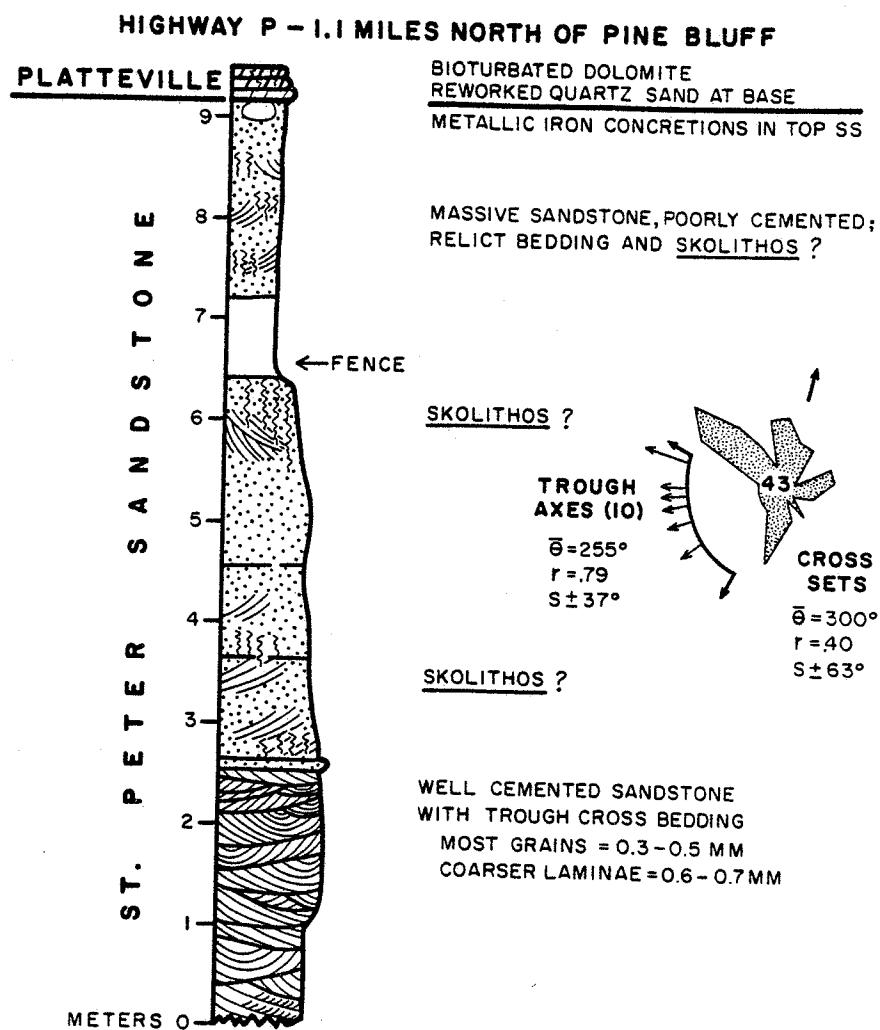 HIGHWAY P – 1.1 MILES NORTH OF PINE BLUFF
PLATTEVILLE
BIOTURBATED DOLOMITE
REWORKED QUARTZ SAND AT BASE
METALLIC IRON CONCRETIONS IN TOP SS
9
8
MASSIVE SANDSTONE, POORLY CEMENTED;
RELICT BEDDING AND SKOLITHOS ?
7
←FENCE
6
SKOLITHOS ?
5
4
3
SKOLITHOS ?
2
1
METERS 0
ST. PETER SANDSTONE
TROUGH
AXES (10)
θ̅=255°
r=.79
S±37°
43
CROSS
SETS
θ̅=300°
r=.40
S±63°
WELL CEMENTED SANDSTONE
WITH TROUGH CROSS BEDDING
MOST GRAINS = 0.3–0.5 MM
COARSER LAMINAE = 0.6–0.7 MM